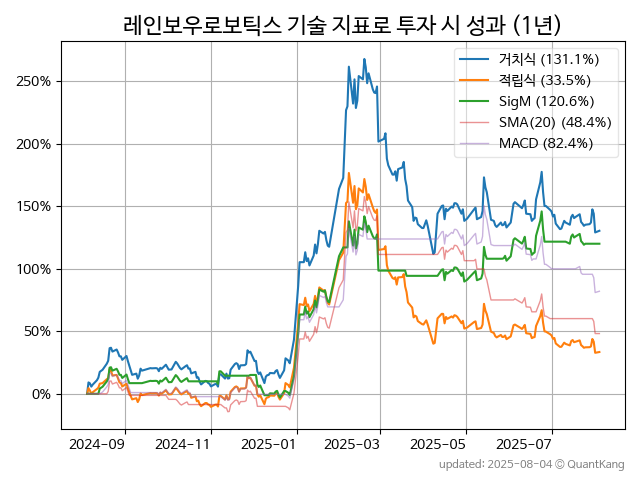 레인보우로보틱스 기술 지표로 투자 시 성과 (1년)
거치식 (131.1%)
적립식 (33.5%)
SigM (120.6%)
SMA(20) (48.4%)
MACD (82.4%)
250%
200%
150%
100%
50%
0%
2024-09 2024-11 2025-01 2025-03 2025-05 2025-07
updated: 2025-08-04 © QuantKang